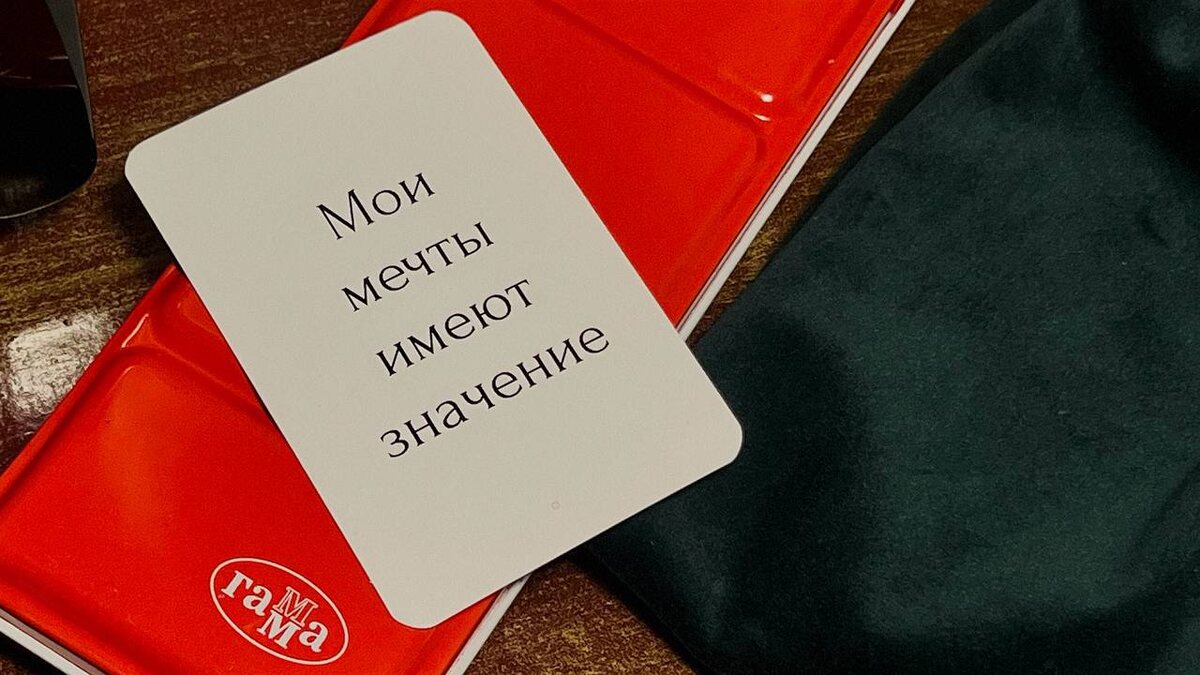 Мои
мечты
имеют
значение
гамма